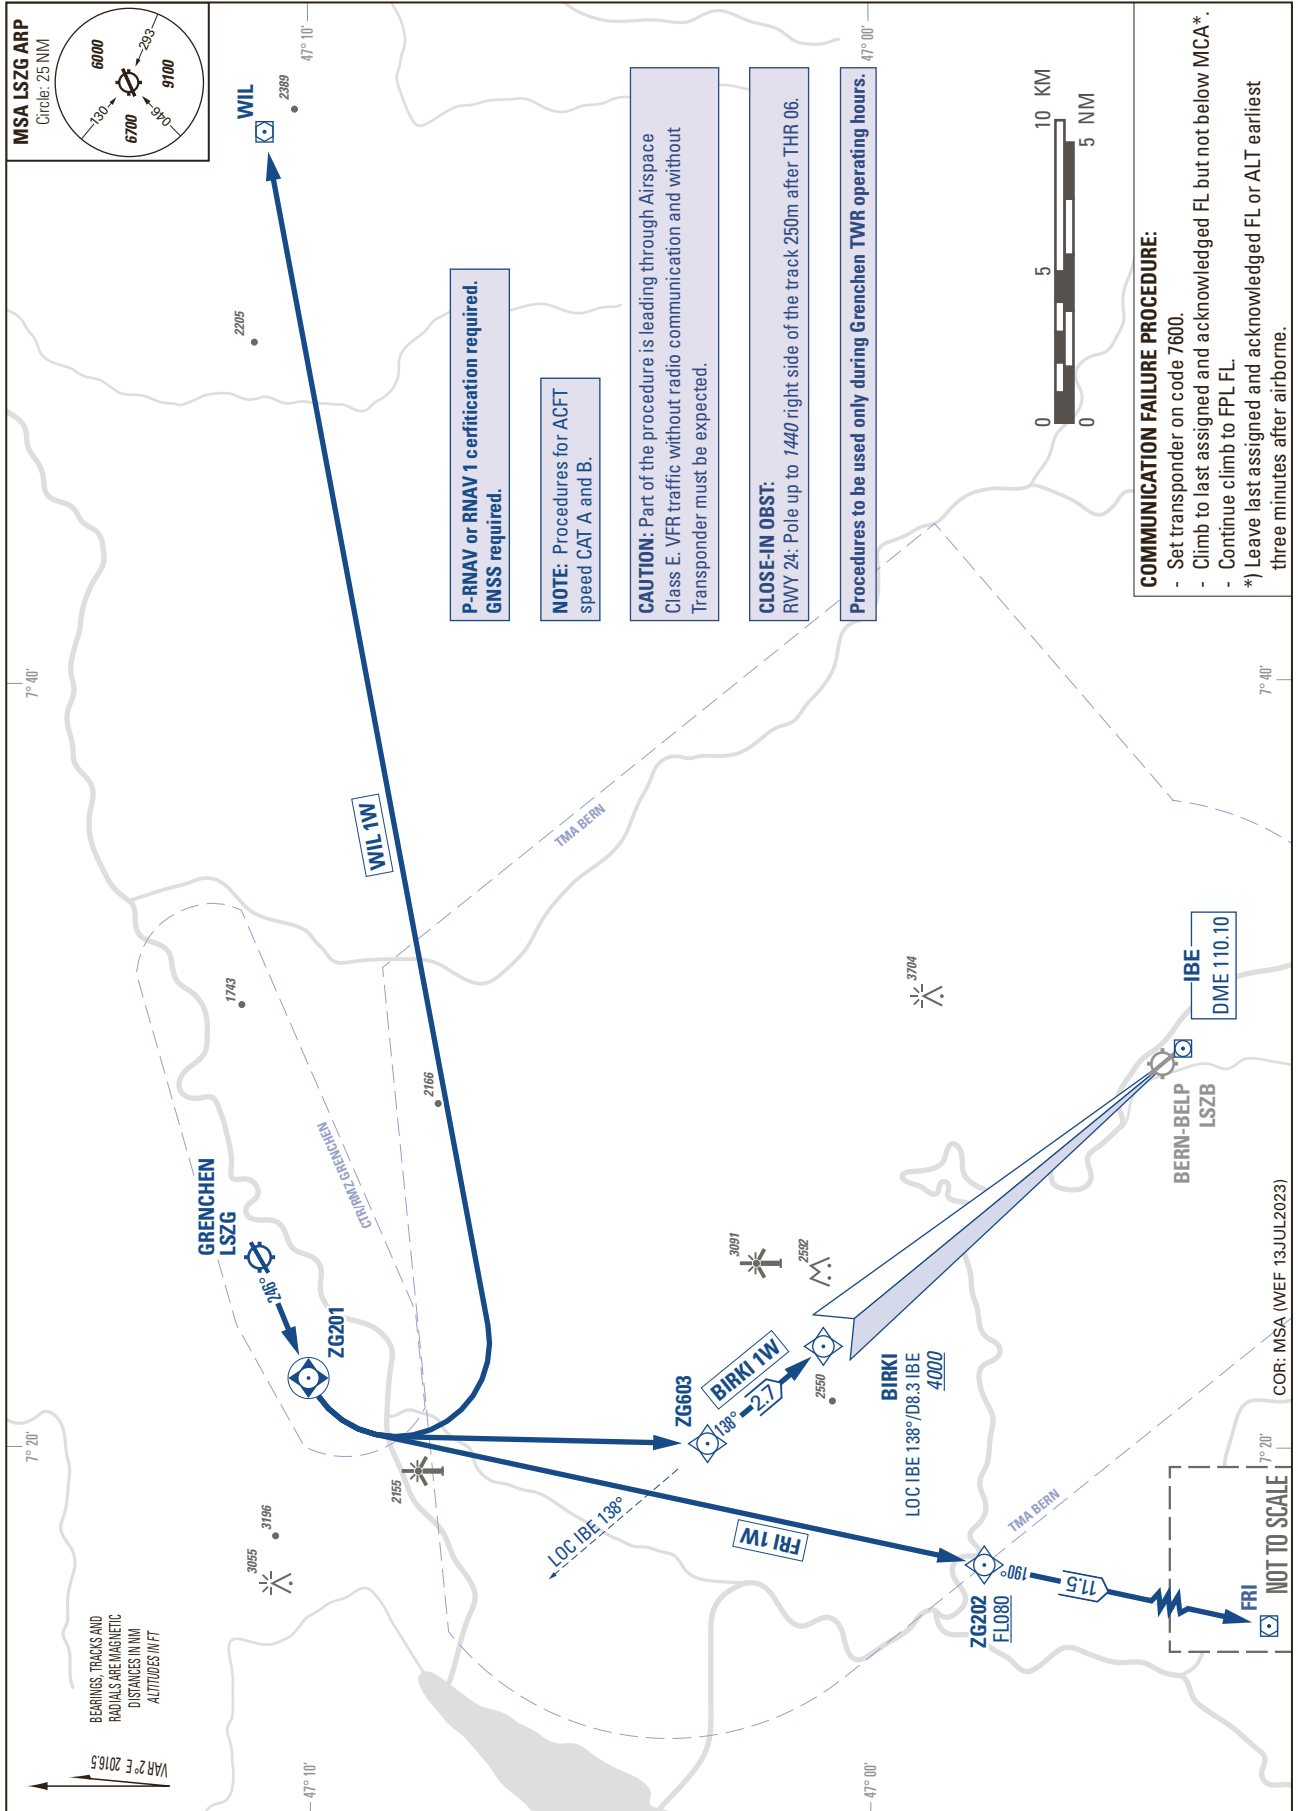 MSA LSZG ARP
Circle: 25 NM
130
6000
293
6700
046
9100
47° 10'
47° 00'
WIL
2389
2205
P-RNAV or RNAV 1 cerfitication required.
GNSS required.
NOTE: Procedures for ACFT
speed CAT A and B.
CAUTION: Part of the procedure is leading through Airspace
Class E. VFR traffic without radio communication and without
Transponder must be expected.
CLOSE-IN OBST:
RWY 24: Pole up to 1440 right side of the track 250m after THR 06.
Procedures to be used only during Grenchen TWR operating hours.
0 5 10 KM
0 5 NM
COMMUNICATION FAILURE PROCEDURE:
- Set transponder on code 7600.
- Climb to last assigned and acknowledged FL but not below MCA*.
- Continue climb to FPL FL.
*) Leave last assigned and acknowledged FL or ALT earliest
three minutes after airborne.
7° 40'
7° 40'
WIL 1W
TMA BERN
1743
2166
CTR/RMZ GRENCHEN
GRENCHEN
LSZG
246°
ZG201
3704
IBE
DME 110.10
BERN-BELP
LSZB
3091
2592
ZG603
BIRKI 1W
138°
2.7
2550
BIRKI
LOC IBE 138°/D8.3 IBE
4000
7° 20'
7° 20'
2155
3196
3055
LOC IBE 138°
FRI 1W
TMA BERN
ZG202
FL080
190°
11.5
FRI
NOT TO SCALE
COR: MSA (WEF 13JUL2023)
BEARINGS, TRACKS AND
RADIALS ARE MAGNETIC
DISTANCES IN NM
ALTITUDES IN FT
VAR 2° E 2016.5
47° 10'
47° 00'